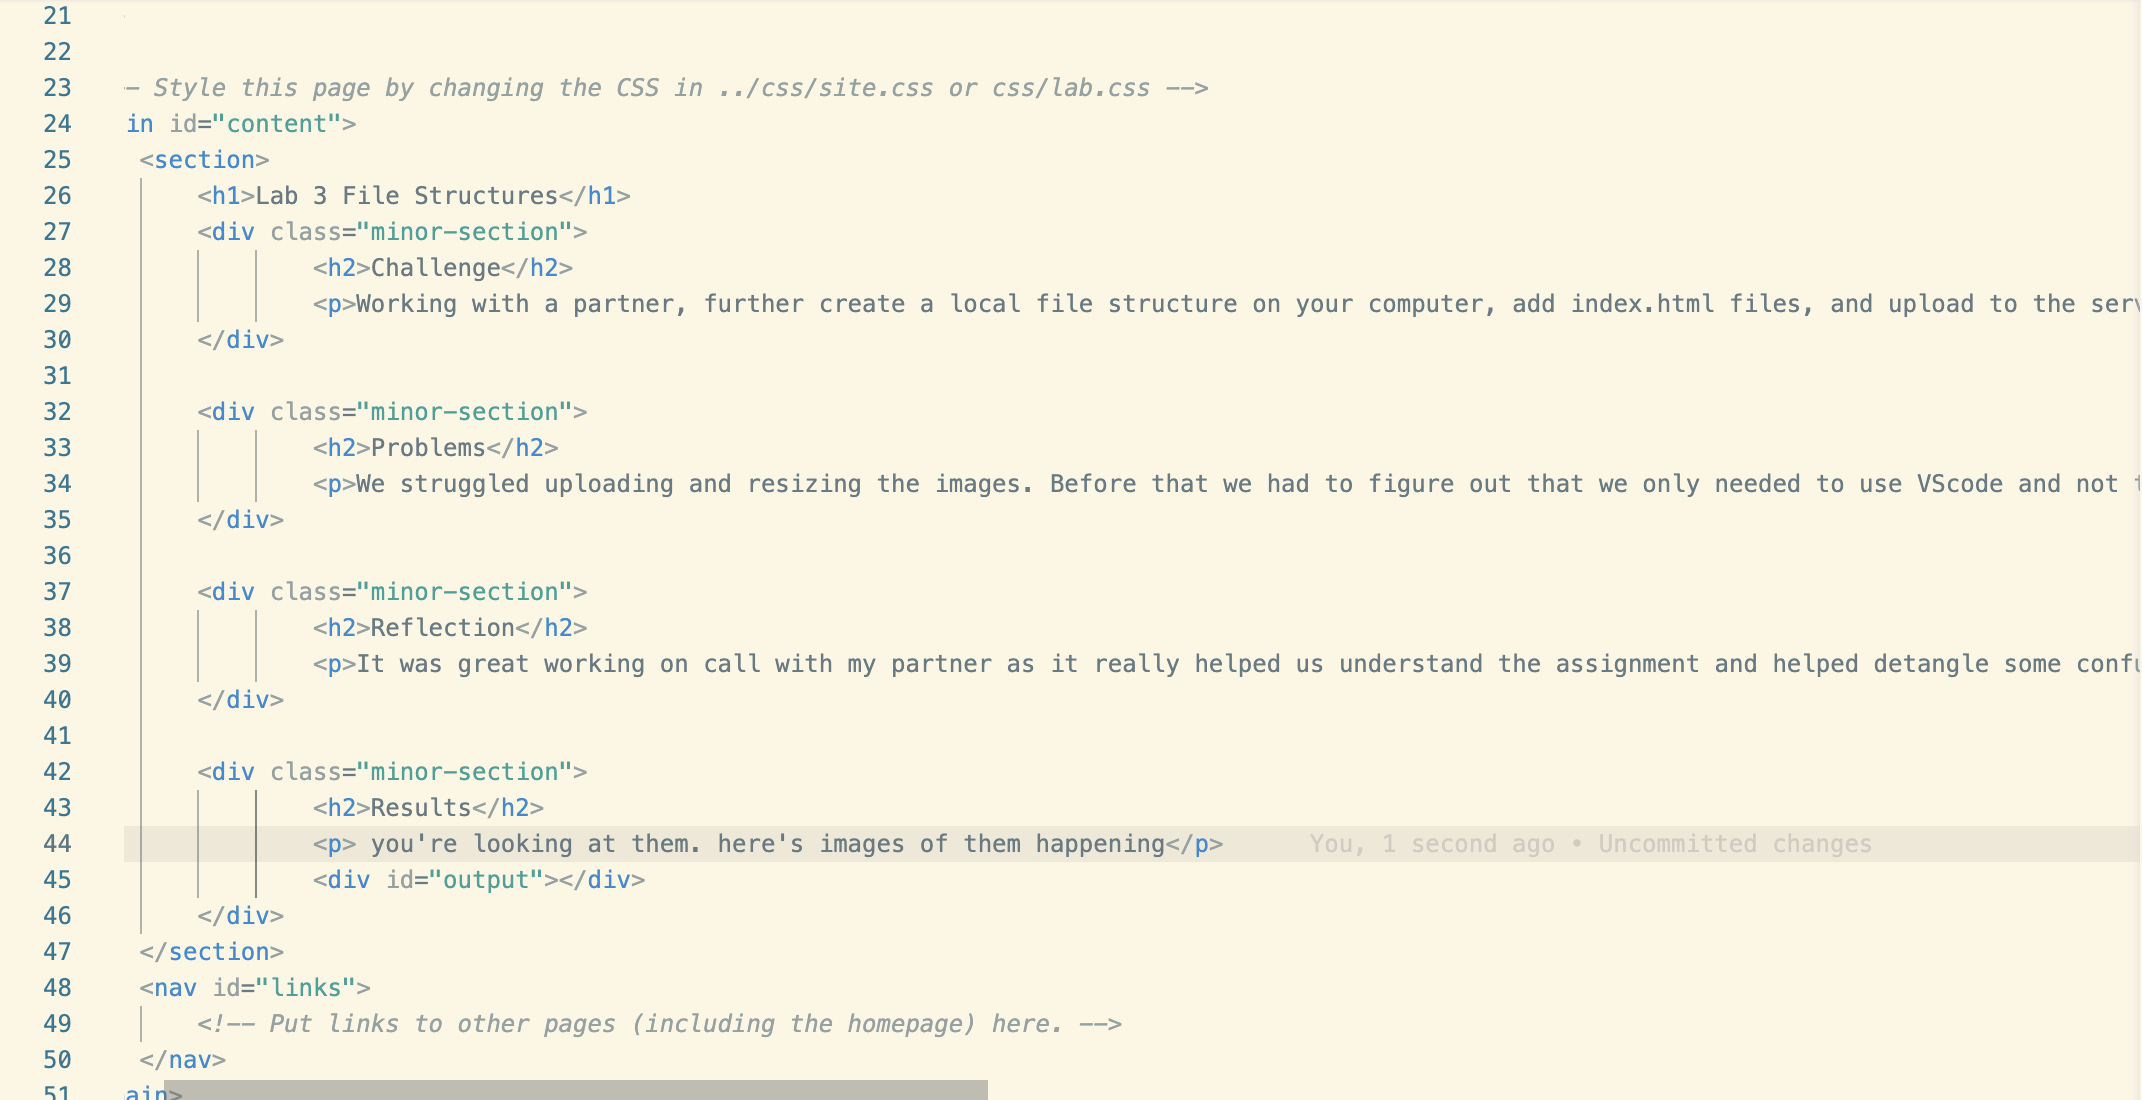 21
22
23 — Style this page by changing the CSS in ../css/site.css or css/lab.css -->
24 in id="content">
25 <section>
26 <h1>Lab 3 File Structures</h1>
27 <div class="minor-section">
28 <h2>Challenge</h2>
29 <p>Working with a partner, further create a local file structure on your computer, add index.html files, and upload to the
30 </div>
31
32 <div class="minor-section">
33 <h2>Problems</h2>
34 <p>We struggled uploading and resizing the images. Before that we had to figure out that we only needed to use VScode and not
35 </div>
36
37 <div class="minor-section">
38 <h2>Reflection</h2>
39 <p>It was great working on call with my partner as it really helped us understand the assignment and helped detangle some
40 </div>
41
42 <div class="minor-section">
43 <h2>Results</h2>
44 <p> you're looking at them. here's images of them happening</p> You, 1 second ago • Uncommitted changes
45 <div id="output"></div>
46 </div>
47 </section>
48 <nav id="links">
49 <!-- Put links to other pages (including the homepage) here. -->
50 </nav>
51 ain>